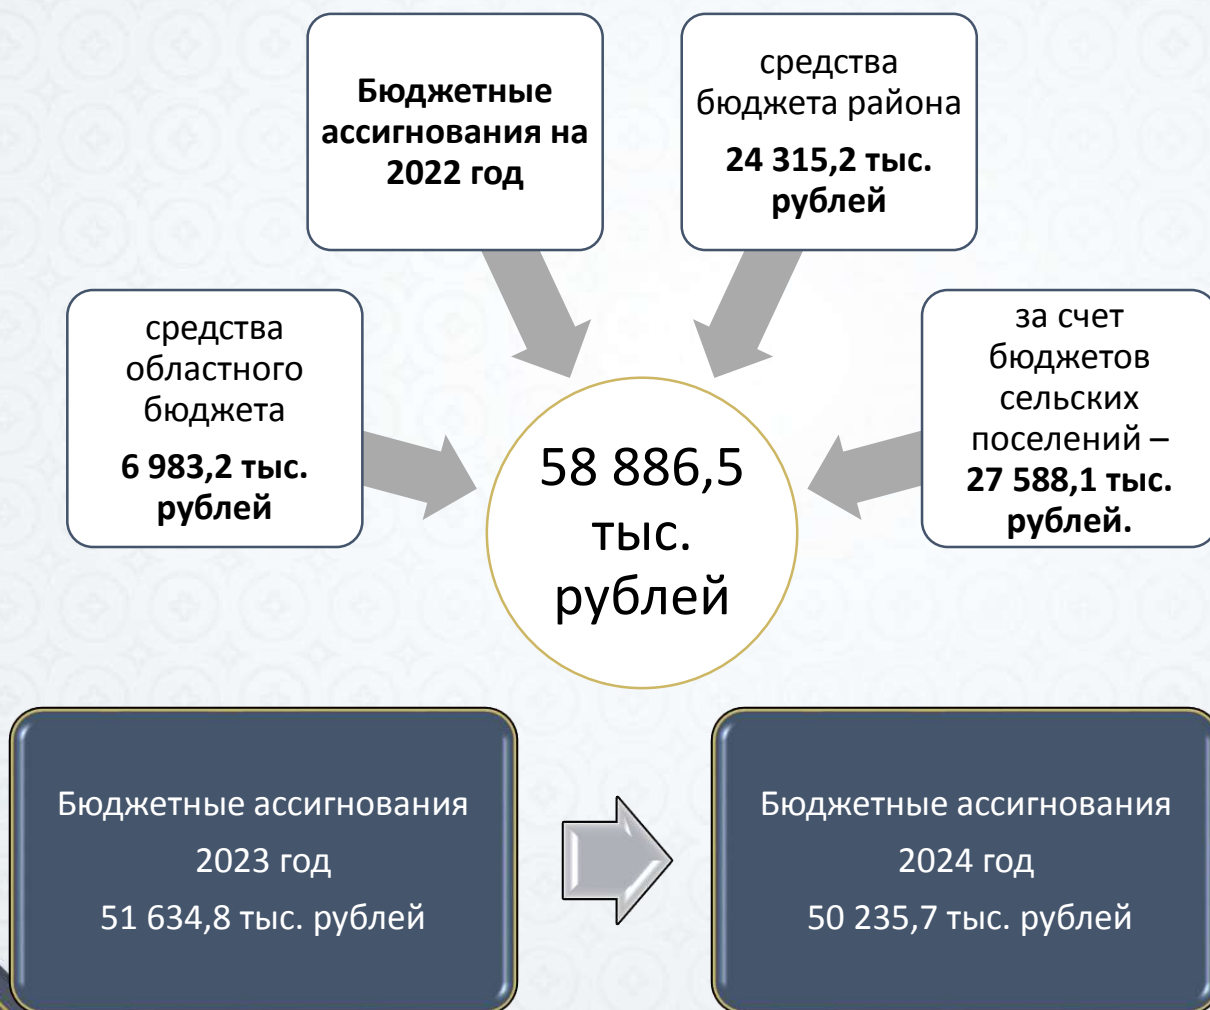 Бюджетные
ассигнования на
2022 год
средства
бюджета района
24 315,2 тыс.
рублей
средства
областного
бюджета
6 983,2 тыс.
рублей
за счет
бюджетов
сельских
поселений –
27 588,1 тыс.
рублей.
58 886,5
тыс.
рублей
Бюджетные ассигнования
2023 год
51 634,8 тыс. рублей
Бюджетные ассигнования
2024 год
50 235,7 тыс. рублей